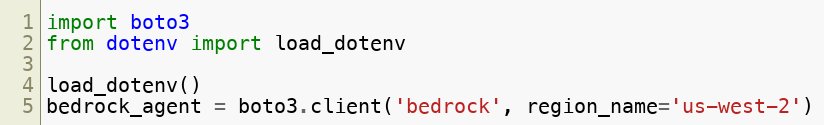 1 import boto3
2 from dotenv import load_dotenv
3
4 load_dotenv()
5 bedrock_agent = boto3.client('bedrock', region_name='us-west-2')